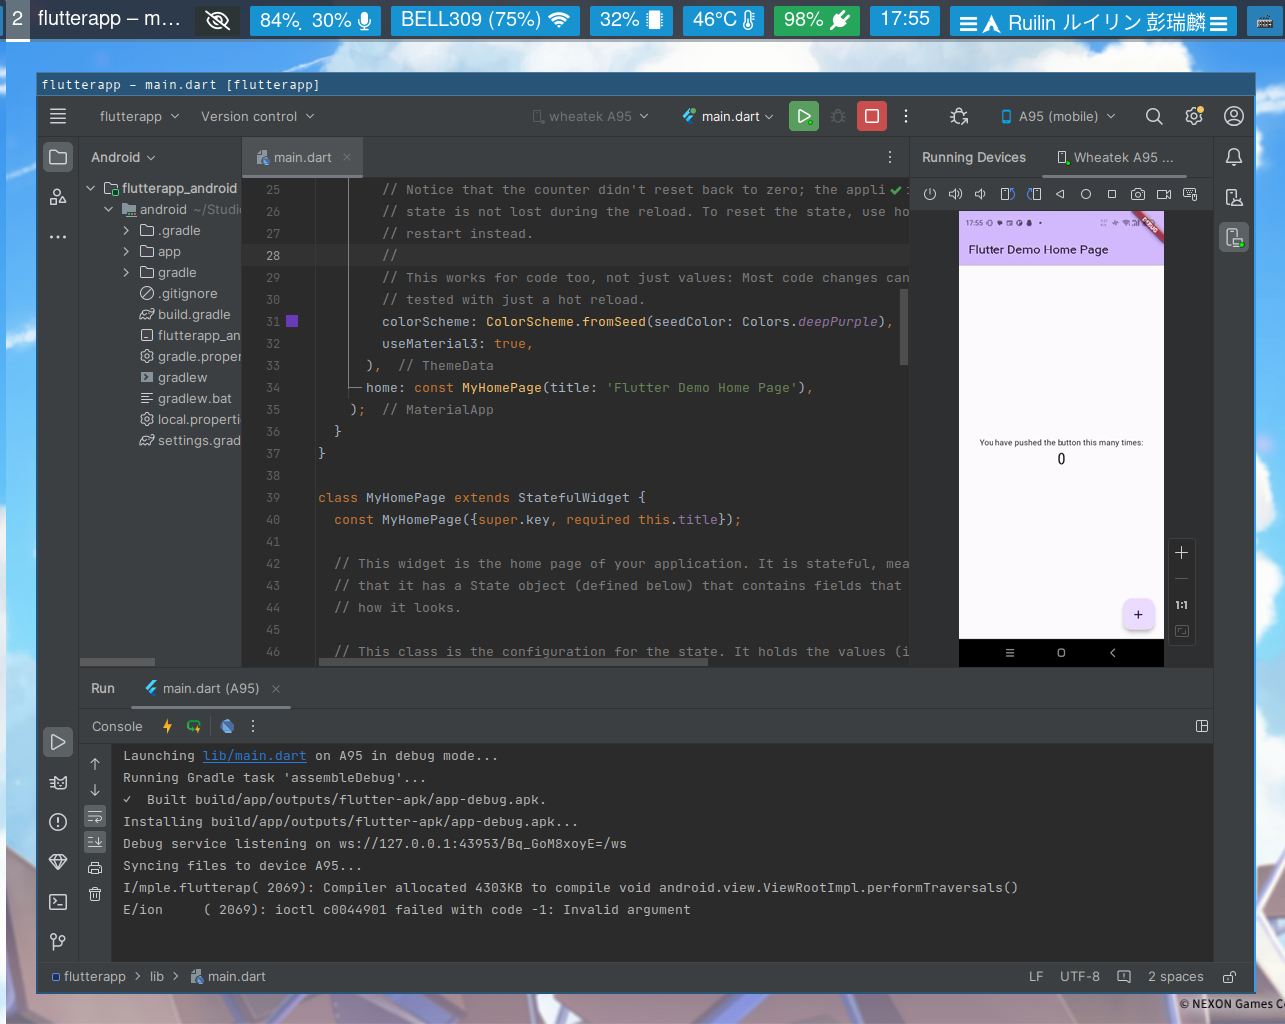 2 flutterapp – m... 84%, 30% BELL309 (75%) 32% 46°C 98% 17:55 Ruilin ルイリン 彭瑞麟
flutterapp – main.dart [flutterapp]
flutterapp Version control wheatek A95 main.dart A95 (mobile)
Android
main.dart
Running Devices Wheatek A95 ...
flutterapp_android
android ~/Studi
.gradle
app
gradle
.gitignore
build.gradle
flutterapp_an
gradle.proper
gradlew
gradlew.bat
local.properti
settings.grad
25 // Notice that the counter didn't reset back to zero; the appli
26 // state is not lost during the reload. To reset the state, use ho
27 // restart instead.
28 //
29 // This works for code too, not just values: Most code changes can
30 // tested with just a hot reload.
31 colorScheme: ColorScheme.fromSeed(seedColor: Colors.deepPurple),
32 useMaterial3: true,
33 ), // ThemeData
34 home: const MyHomePage(title: 'Flutter Demo Home Page'),
35 ); // MaterialApp
36 }
37 }
38
39 class MyHomePage extends StatefulWidget {
40 const MyHomePage({super.key, required this.title});
41
42 // This widget is the home page of your application. It is stateful, mea
43 // that it has a State object (defined below) that contains fields that
44 // how it looks.
45
46 // This class is the configuration for the state. It holds the values (i
17:55
DEBUG
Flutter Demo Home Page
You have pushed the button this many times:
0
+
1:1
Run main.dart (A95)
Console
Launching lib/main.dart on A95 in debug mode...
Running Gradle task 'assembleDebug'...
✓ Built build/app/outputs/flutter-apk/app-debug.apk.
Installing build/app/outputs/flutter-apk/app-debug.apk...
Debug service listening on ws://127.0.0.1:43953/Bq_GoM8xoyE=/ws
Syncing files to device A95...
I/mple.flutterap( 2069): Compiler allocated 4303KB to compile void android.view.ViewRootImpl.performTraversals()
E/ion ( 2069): ioctl c0044901 failed with code -1: Invalid argument
flutterapp > lib > main.dart LF UTF-8 2 spaces
© NEXON Games C